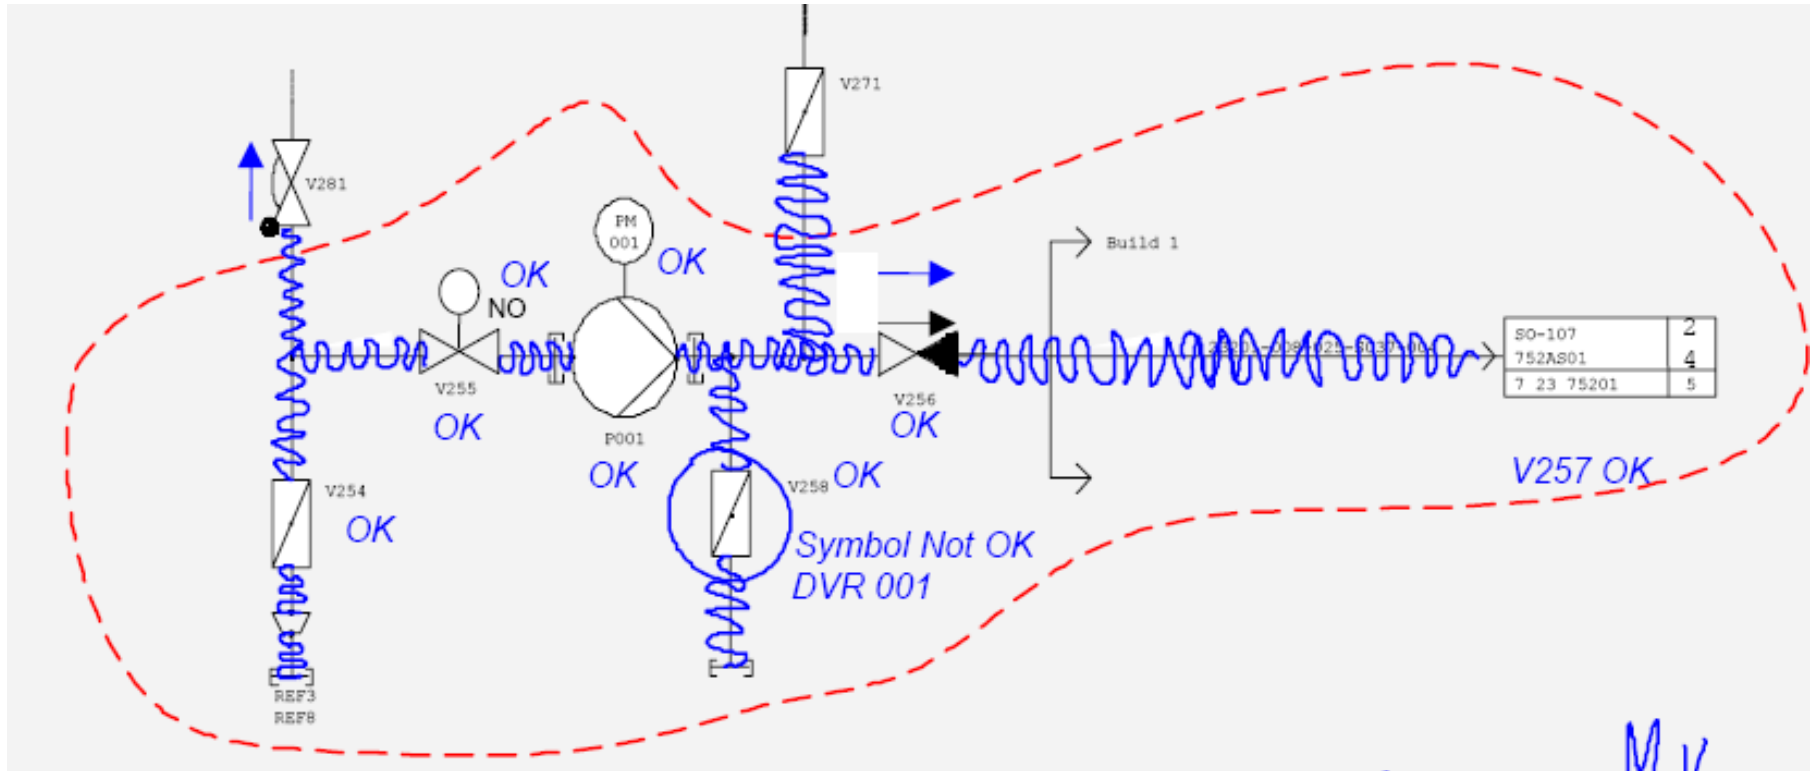 V271
V281
PM
001
OK
OK
NO
Build 1
SO-107
752AS01
7 23 75201
2
4
5
V255
OK
V256
OK
P001
OK
V258
OK
V257 OK
V254
OK
Symbol Not OK
DVR 001
REF3
REF8